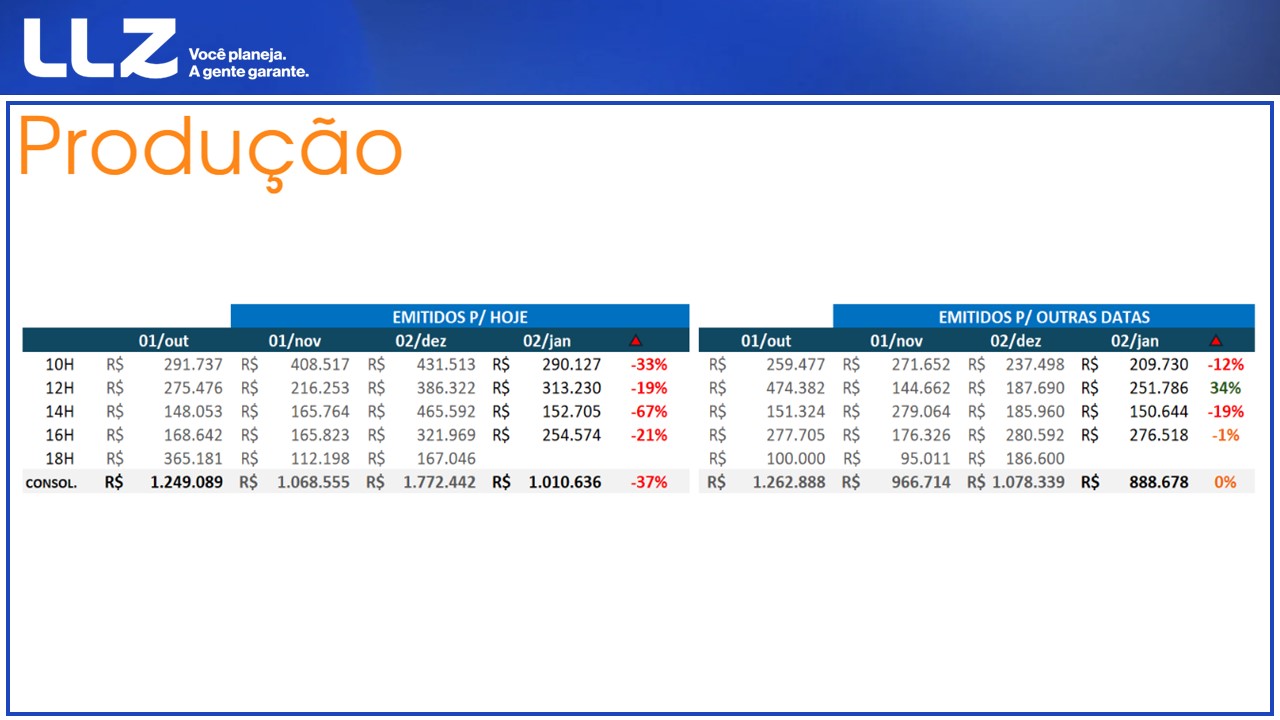 LLZ
Você planeja.
A gente garante.
Produção
EMITIDOS P/ HOJE EMITIDOS P/ OUTRAS DATAS
01/out 01/nov 02/dez 02/jan 01/out 01/nov 02/dez 02/jan
10H R$ 291.737 R$ 408.517 R$ 431.513 R$ 290.127 -33% R$ 259.477 R$ 271.652 R$ 237.498 R$ 209.730 -12%
12H R$ 275.476 R$ 216.253 R$ 386.322 R$ 313.230 -19% R$ 474.382 R$ 144.662 R$ 187.690 R$ 251.786 34%
14H R$ 148.053 R$ 165.764 R$ 465.592 R$ 152.705 -67% R$ 151.324 R$ 279.064 R$ 185.960 R$ 150.644 -19%
16H R$ 168.642 R$ 165.823 R$ 321.969 R$ 254.574 -21% R$ 277.705 R$ 176.326 R$ 280.592 R$ 276.518 -1%
18H R$ 365.181 R$ 112.198 R$ 167.046 R$ 100.000 R$ 95.011 R$ 186.600
CONSOL. R$ 1.249.089 R$ 1.068.555 R$ 1.772.442 R$ 1.010.636 -37% R$ 1.262.888 R$ 966.714 R$ 1.078.339 R$ 888.678 0%